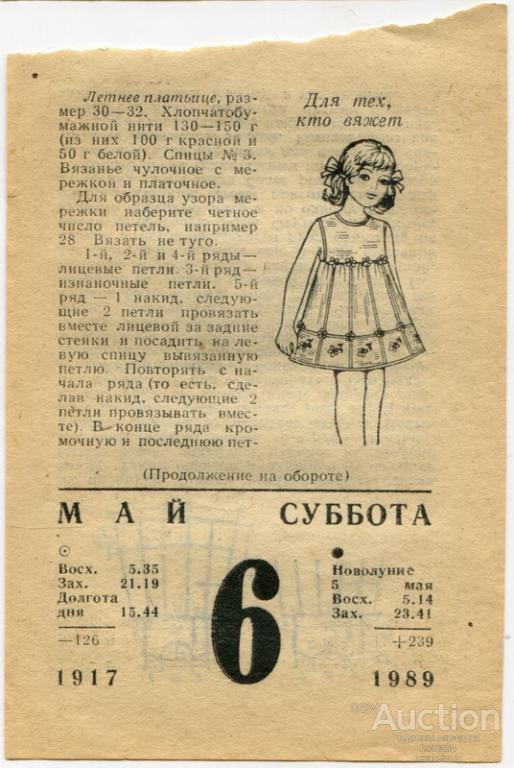 Летнее платьице, раз-
мер 30—32. Хлопчатобу-
мажной нити 130—150 г
(из них 100 г красной и
50 г белой). Спицы № 3.
Вязанье чулочное с ме-
режкой и платочное.
Для образца узора ме-
режки наберите четное
число петель, например
28 Вязать не туго.
1-й, 2-й и 4-й ряды—
лицевые петли. 3-й ряд—
изнаночные петли. 5-й
ряд — 1 накид, следую-
щие 2 петли провязать
вместе лицевой за задние
стенки и посадить на ле-
вую спицу вывязанную
петлю. Повторять с на-
чала ряда (то есть, сде-
лав накид, следующие 2
петли провязывать вмес-
те). В конце ряда кро-
мочную и последнюю пет-
Для тех,
кто вяжет
(Продолжение на обороте)
МАЙ СУББОТА
Восх. 5.35
Зах. 21.19
Долгота
дня 15.44
—126
1917
6
Новолуние
5 мая
Восх. 5.14
Зах. 23.41
+239
1989
Auction